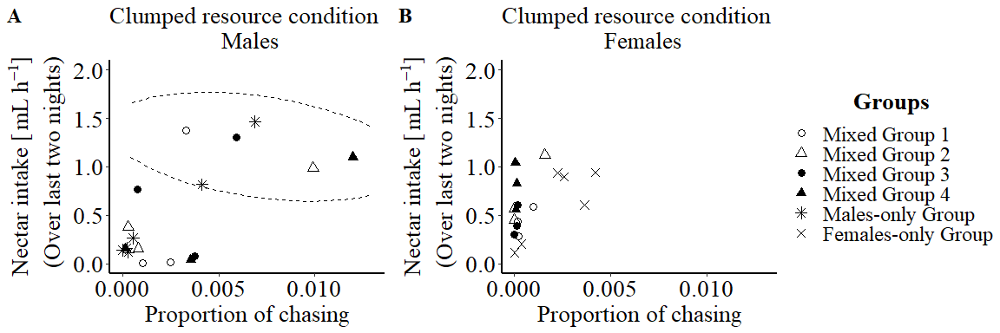 A
Clumped resource condition
Males
Nectar intake [ mL h⁻¹]
(Over last two nights)
2.0
1.5
1.0
0.5
0.0
0.000
0.005
0.010
Proportion of chasing
B
Clumped resource condition
Females
Nectar intake [ mL h⁻¹]
(Over last two nights)
2.0
1.5
1.0
0.5
0.0
0.000
0.005
0.010
Proportion of chasing
Groups
Mixed Group 1
Mixed Group 2
Mixed Group 3
Mixed Group 4
Males-only Group
Females-only Group